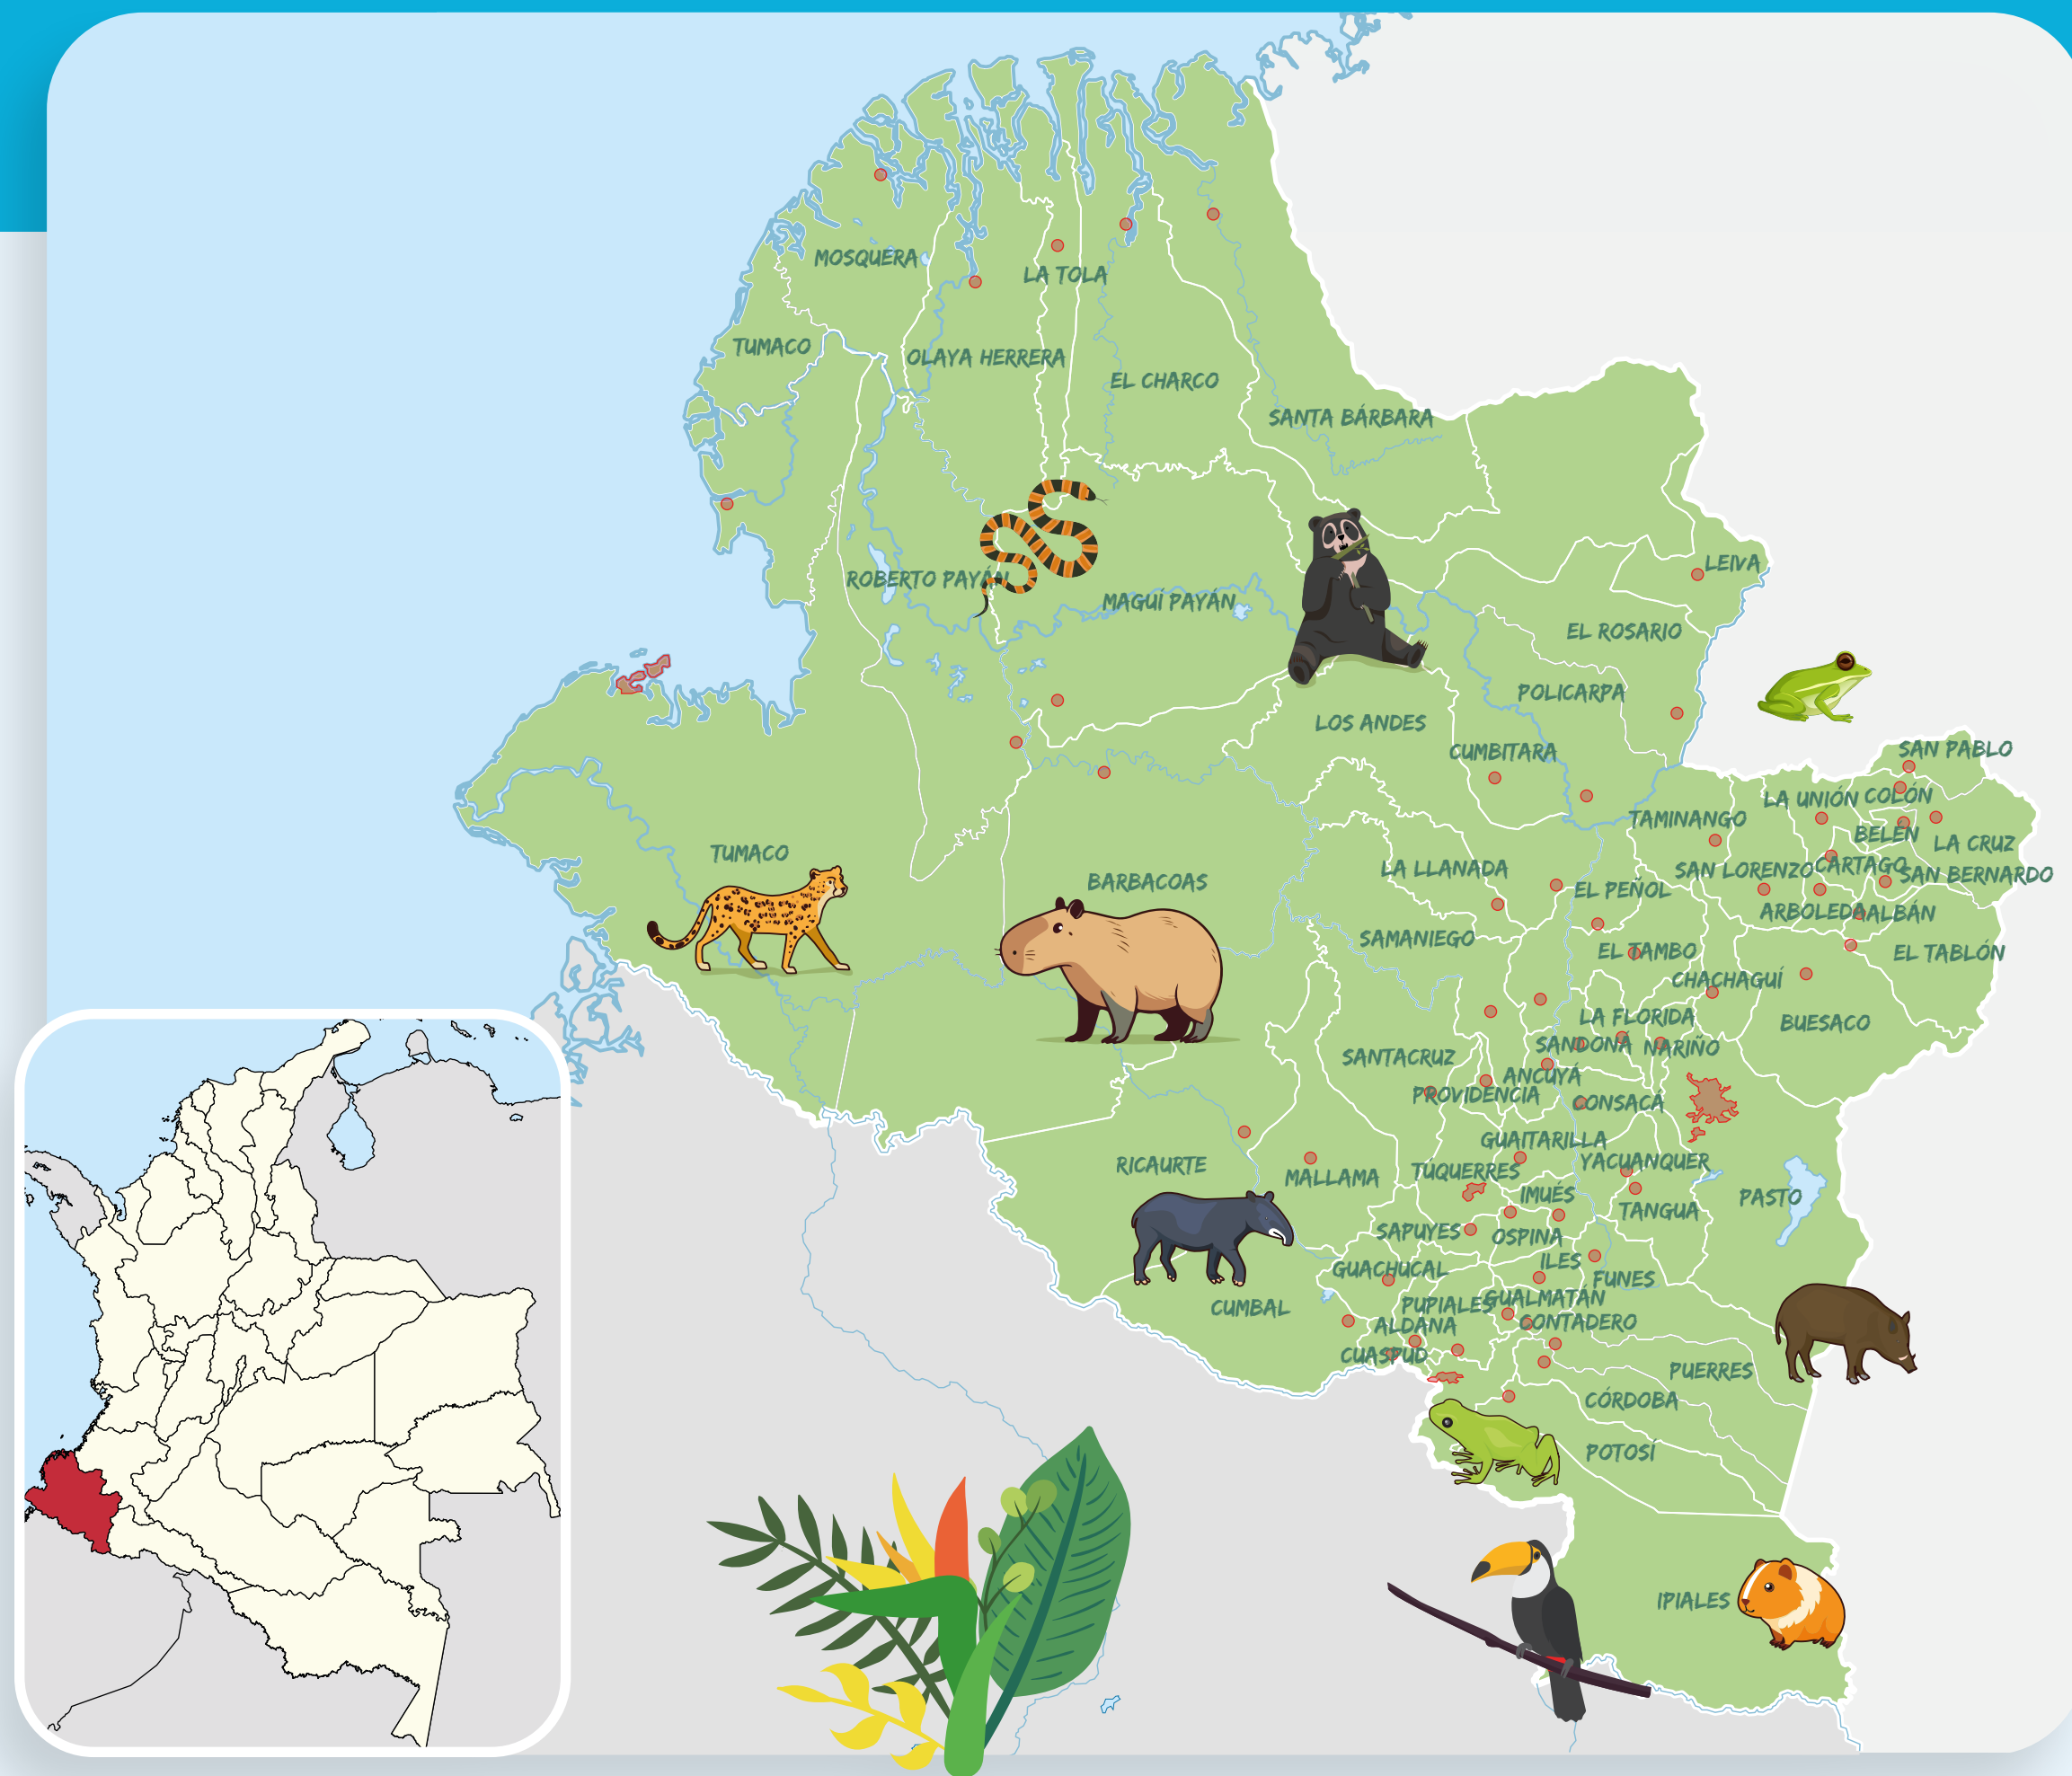 MOSQUERA
LA TOLA
TUMACO
OLAYA HERRERA
EL CHARCO
SANTA BÁRBARA
LEIVA
ROBERTO PAYÁN
MAGUÍ PAYÁN
EL ROSARIO
POLICARPA
LOS ANDES
CUMBITARA
SAN PABLO
LA UNIÓN
COLÓN
TAMINANGO
BELÉN
LA CRUZ
TUMACO
BARBACOAS
LA LLANADA
SAN LORENZO
CARTAGO
SAN BERNARDO
EL PEÑOL
ARBOLEDA
ALBÁN
SAMANIEGO
EL TAMBO
EL TABLÓN
CHACHAGUÍ
LA FLORIDA
BUESACO
SANDONÁ
NARIÑO
SANTACRUZ
ANCUYÁ
PROVIDENCIA
CONSACÁ
GUAITARILLA
RICAURTE
MALLAMA
TÚQUERRES
YACUANQUER
IMUÉS
PASTO
TANGUA
SAPUYES
OSPINA
ILES
GUACHUCAL
FUNES
CUMBAL
PUPIALES
GUALMATÁN
ALDANA
CONTADERO
CUASPUD
PUERRES
CÓRDOBA
POTOSÍ
IPIALES